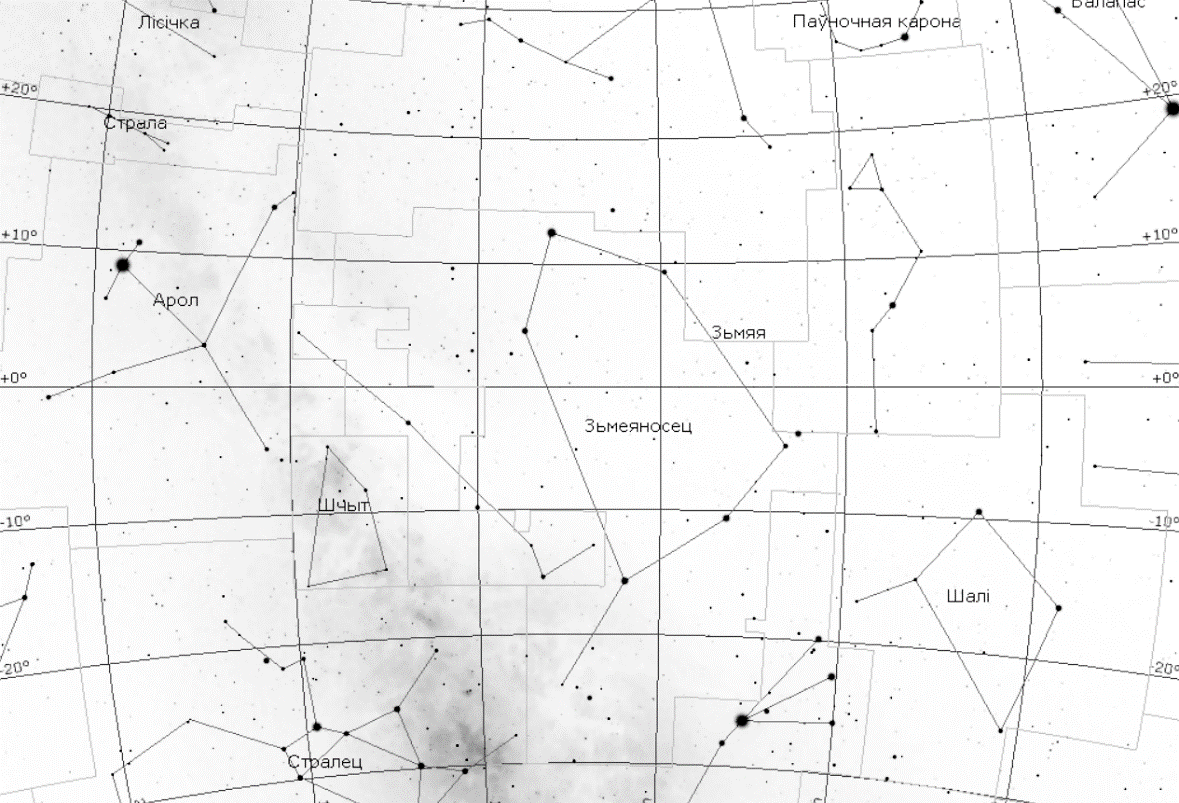 Лісічка
Паўночная карона
Валапас
+20°
+20°
Страла
+10°
+10°
Арол
Зьмяя
+0°
+0°
Зьмеяносец
Шчыт
-10°
-10°
Шалі
-20°
-20°
Стралец